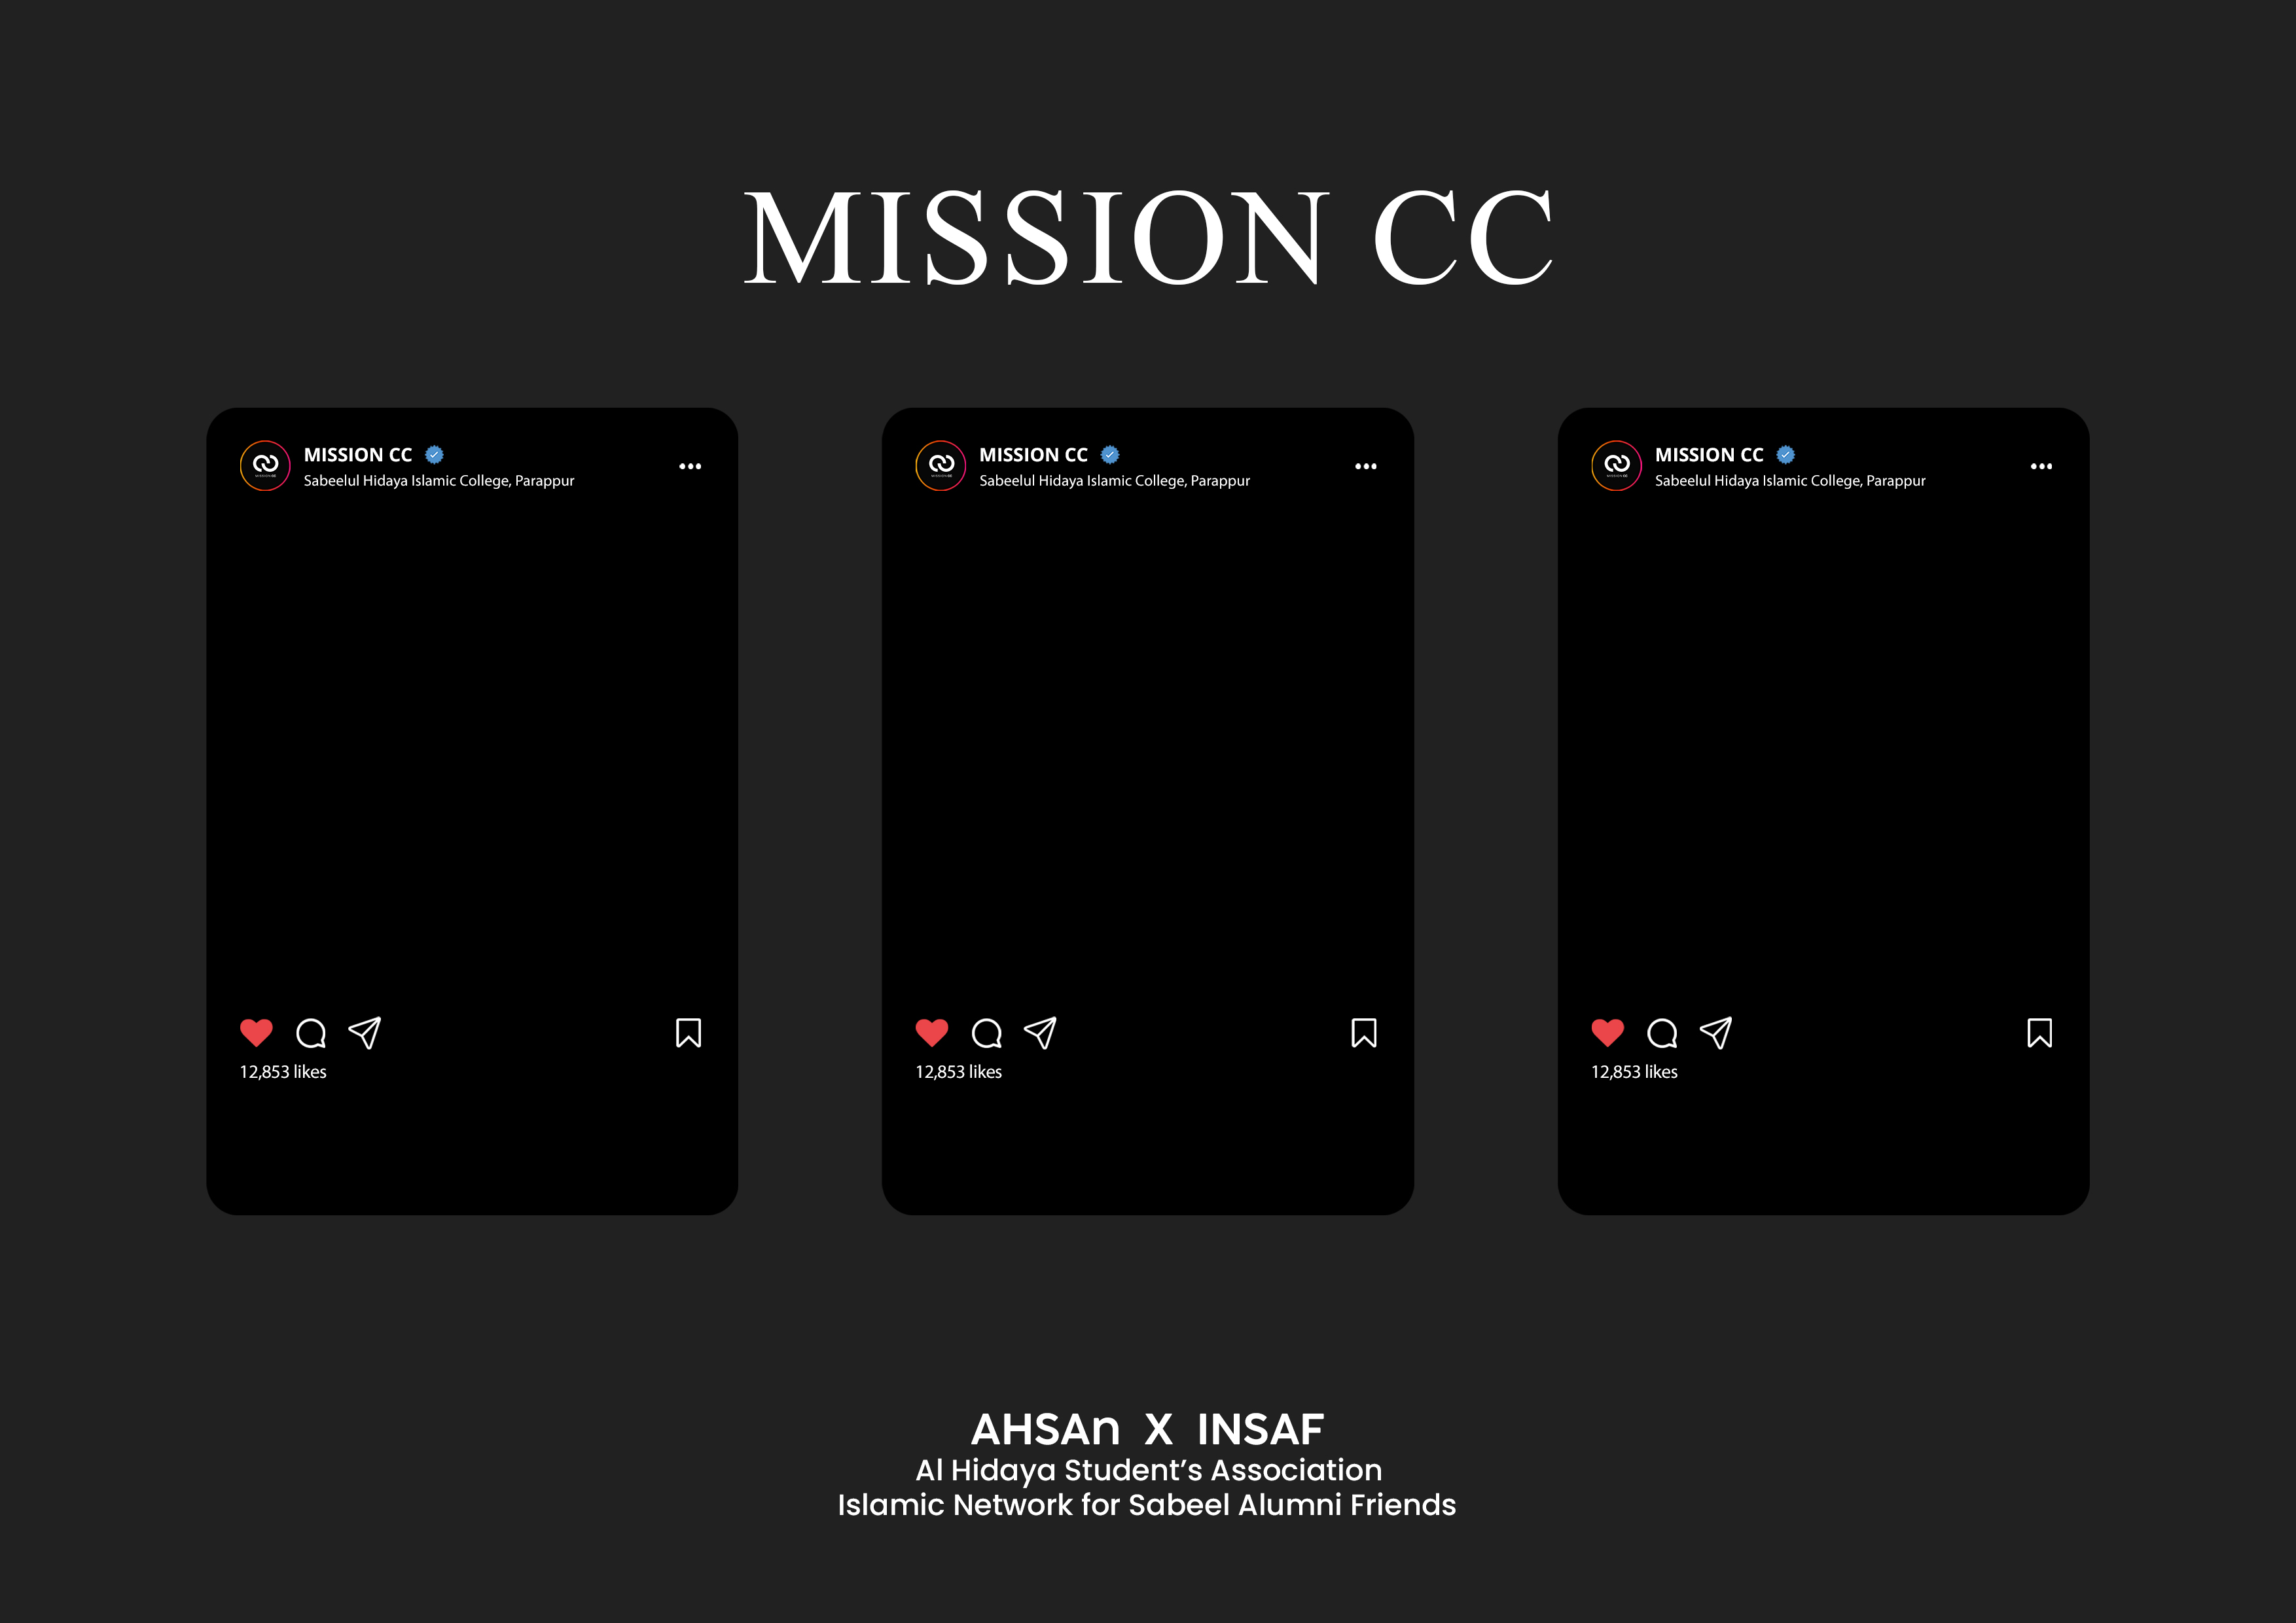 MISSION CC
MISSION CC
Sabeelul Hidaya Islamic College, Parappur
12,853 likes
MISSION CC
Sabeelul Hidaya Islamic College, Parappur
12,853 likes
MISSION CC
Sabeelul Hidaya Islamic College, Parappur
12,853 likes
AHSAn X INSAF
Al Hidaya Student’s Association
Islamic Network for Sabeel Alumni Friends